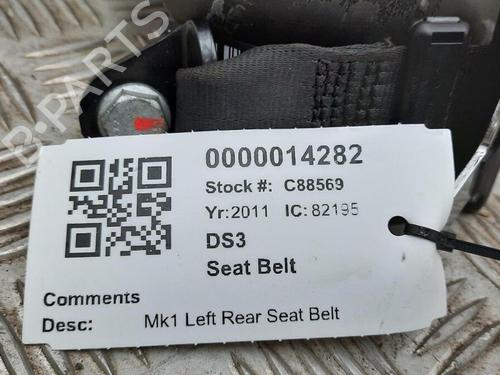 B-PARTS
0000014282
Stock #: C88569
Yr:2011 IC: 82195
DS3
Seat Belt
Comments
Desc: Mk1 Left Rear Seat Belt